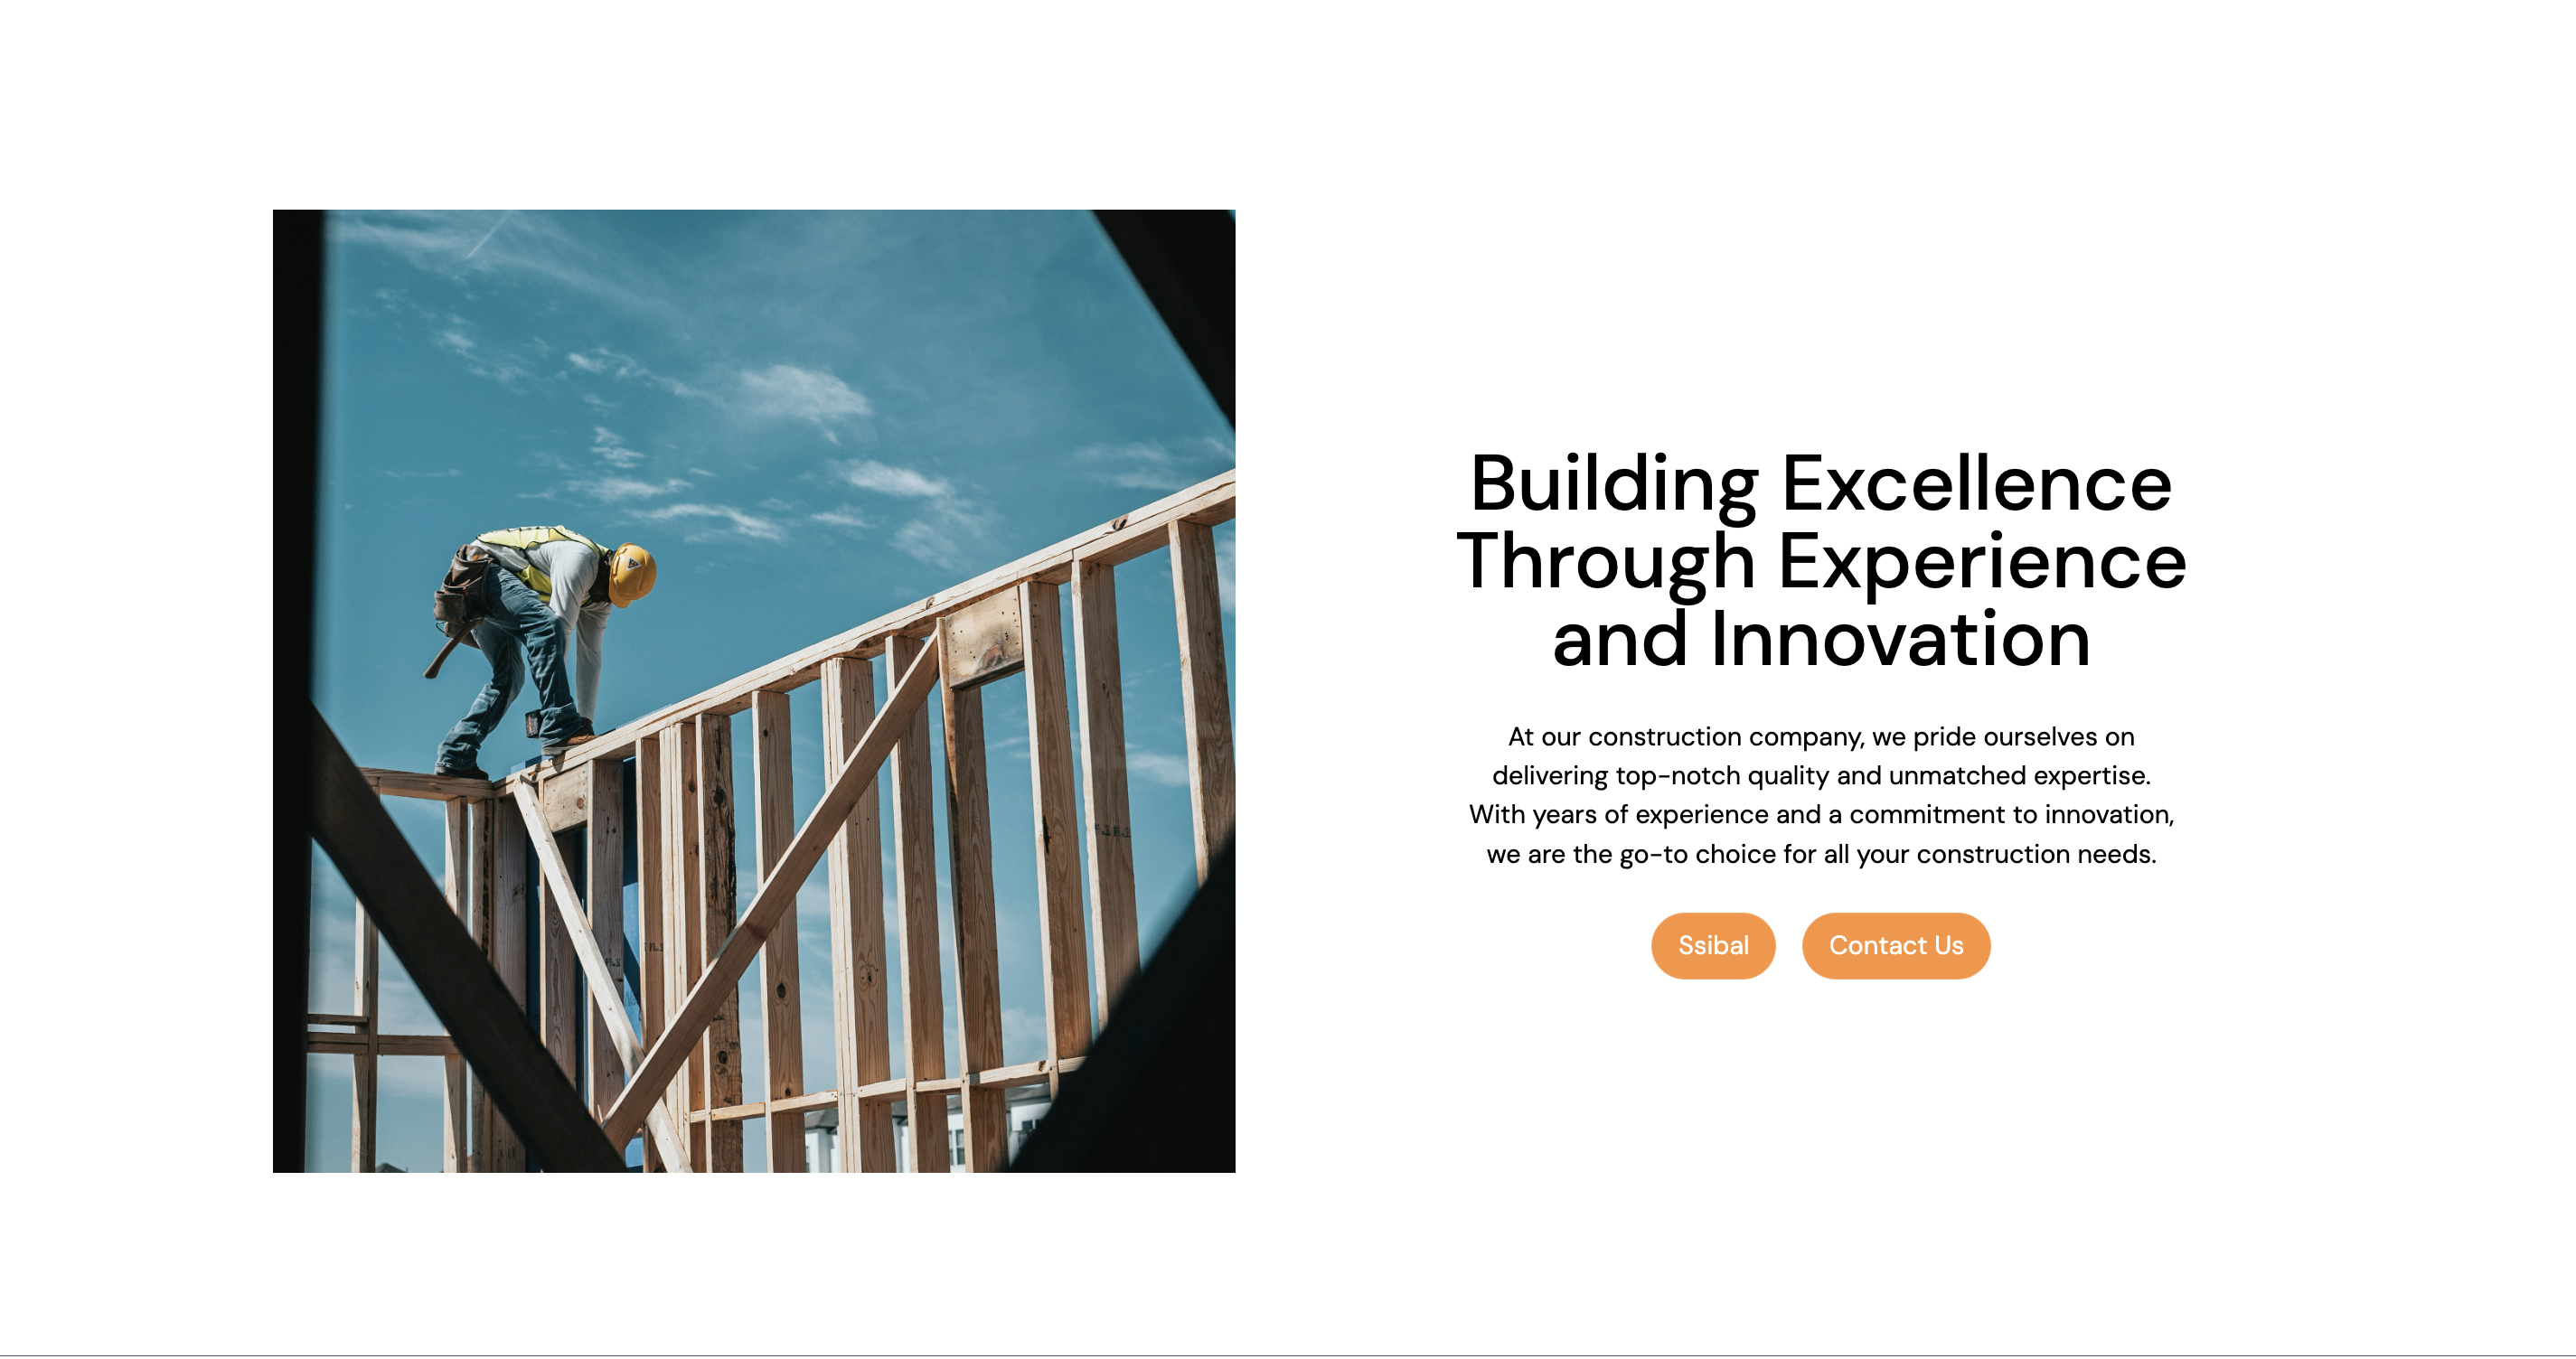 Building Excellence
Through Experience
and Innovation
At our construction company, we pride ourselves on
delivering top-notch quality and unmatched expertise.
With years of experience and a commitment to innovation,
we are the go-to choice for all your construction needs.
Ssibal
Contact Us